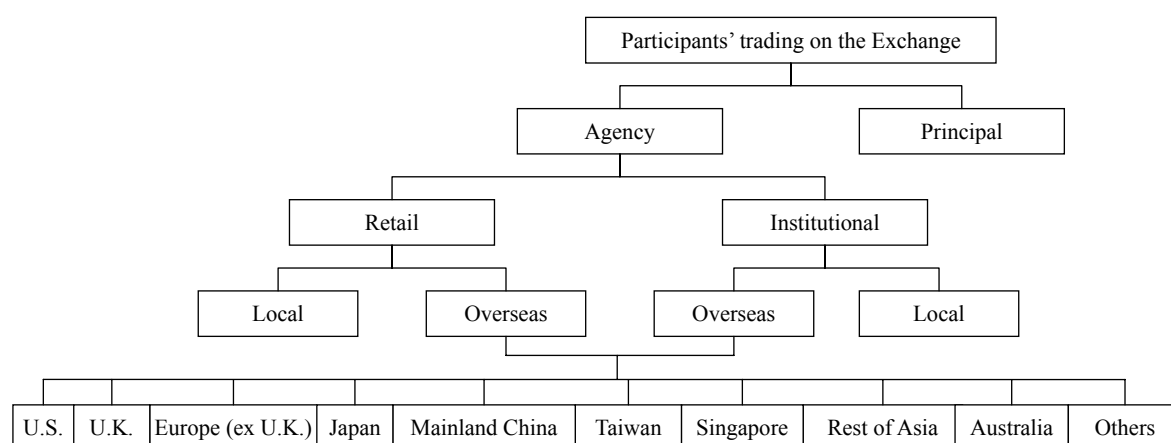 Participants’ trading on the Exchange
Agency
Principal
Retail
Institutional
Local
Overseas
Overseas
Local
U.S.
U.K.
Europe (ex U.K.)
Japan
Mainland China
Taiwan
Singapore
Rest of Asia
Australia
Others